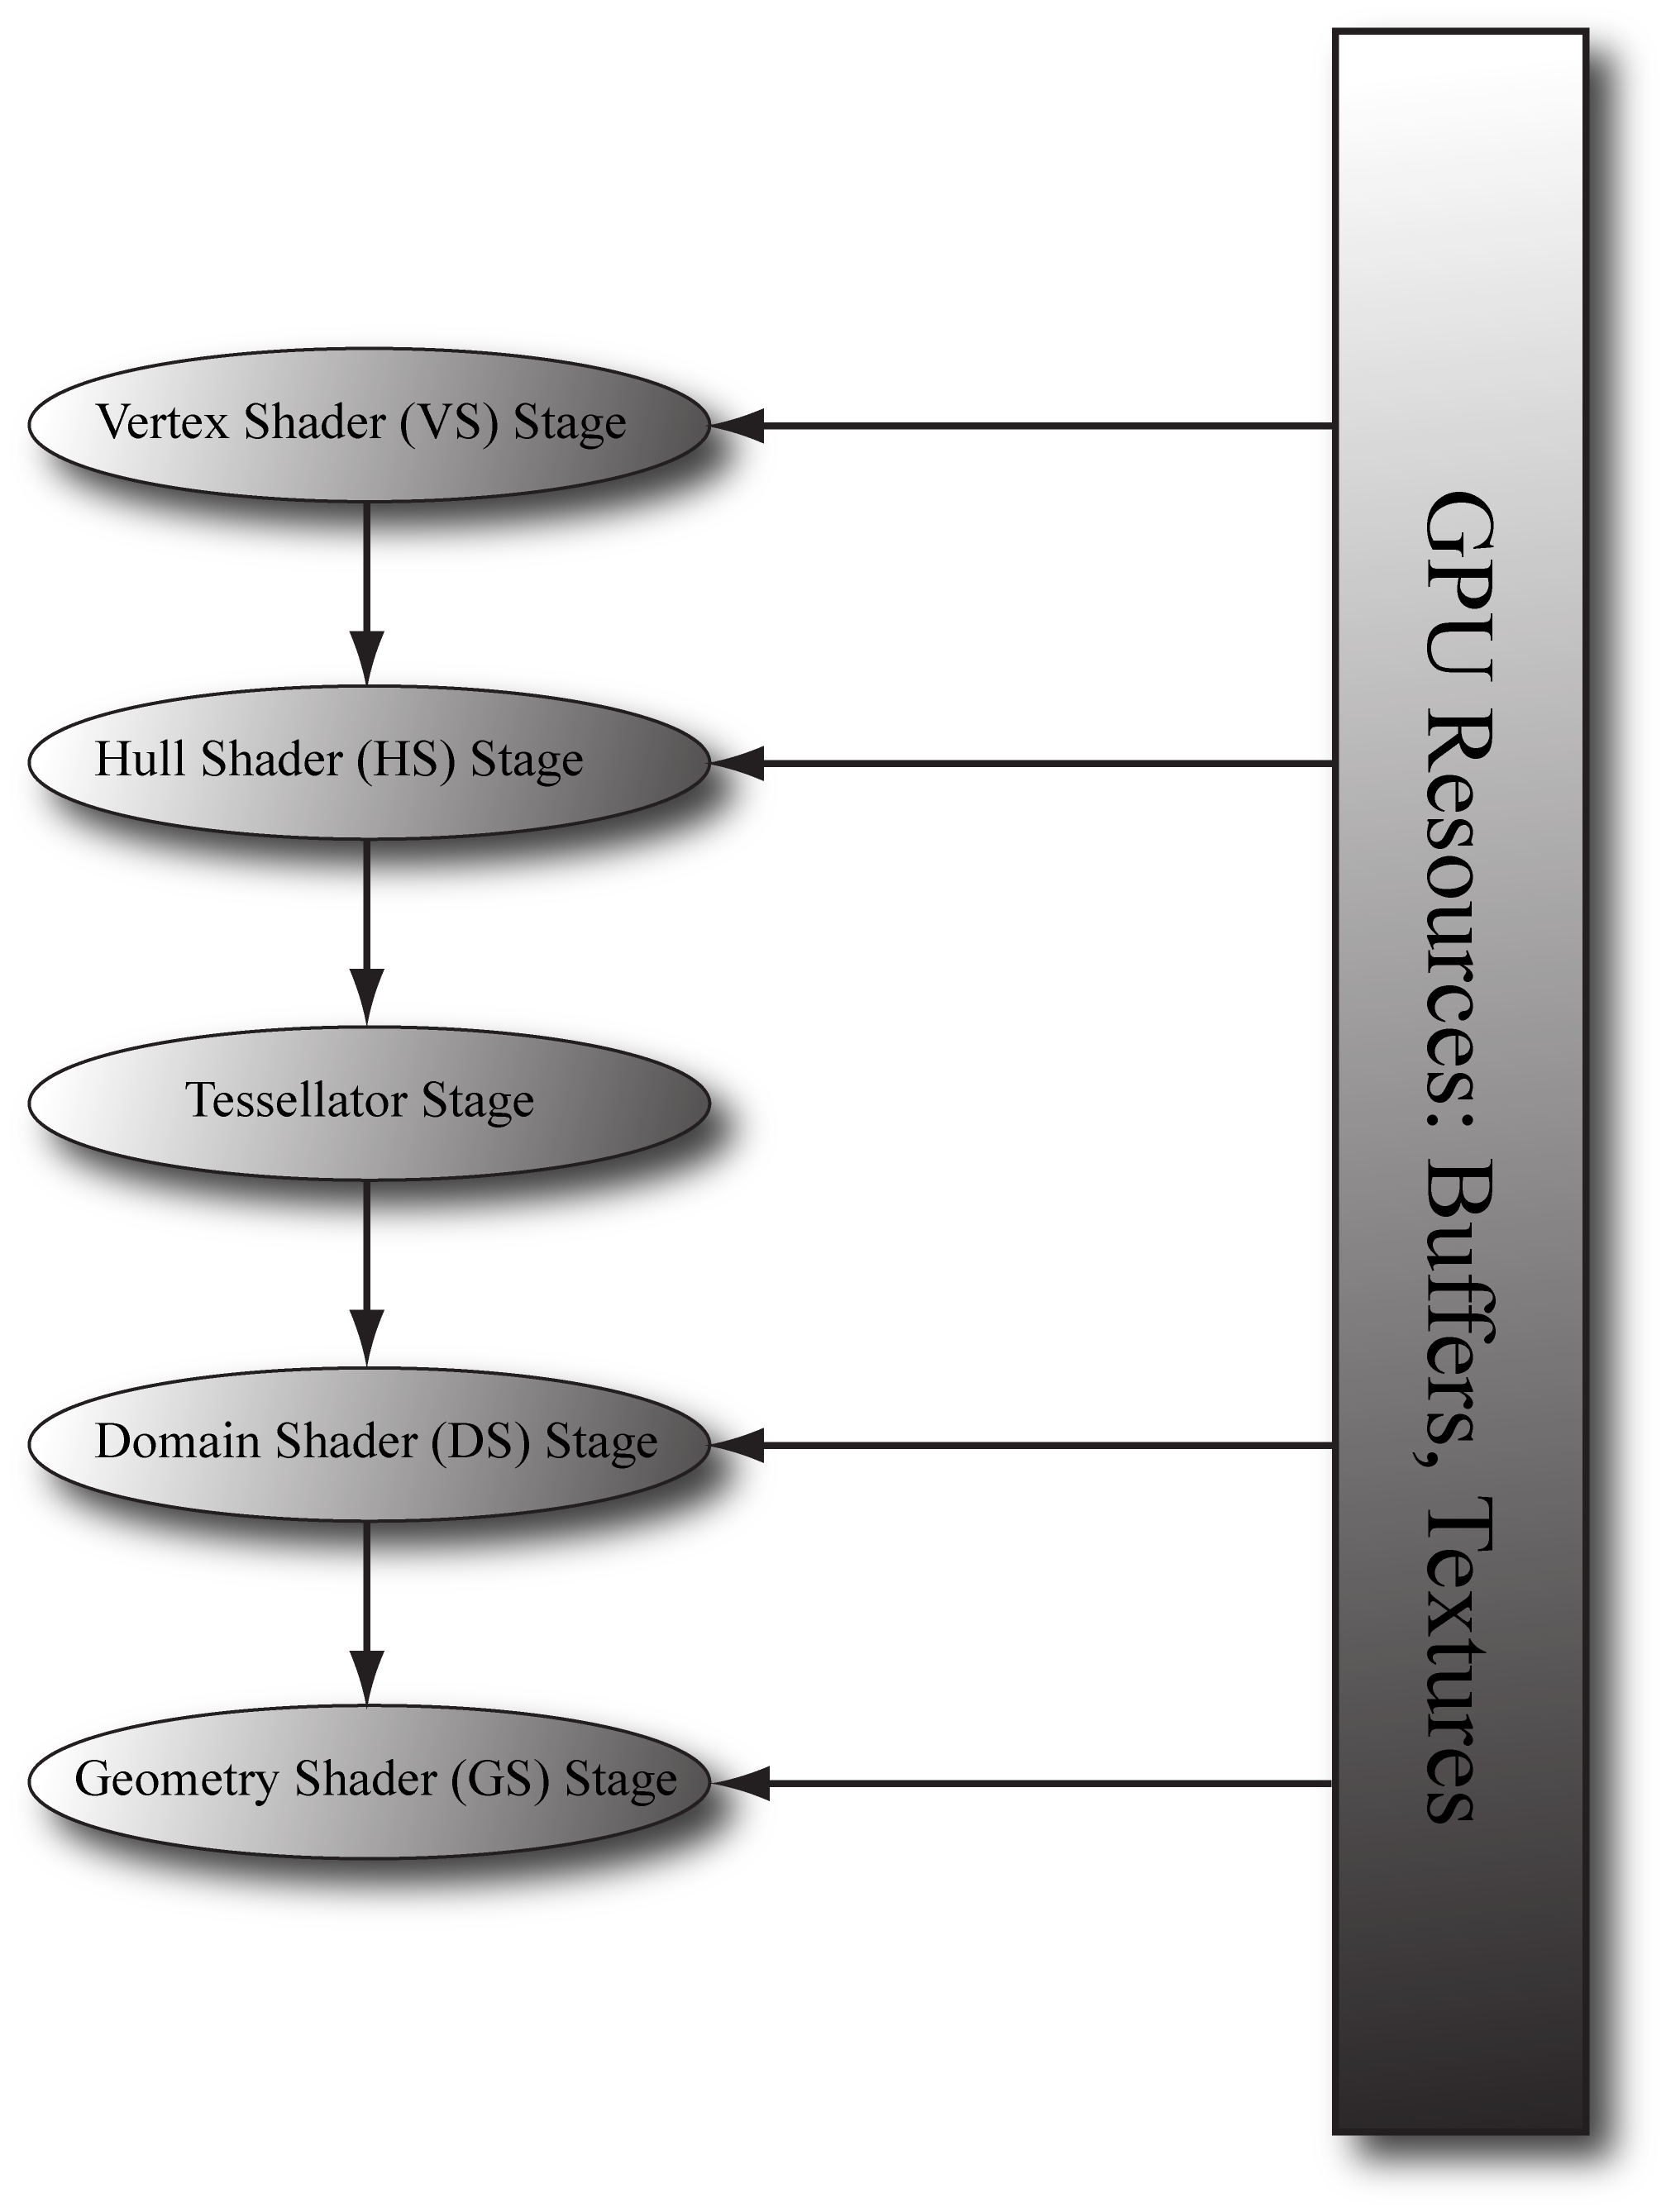 Vertex Shader (VS) Stage
Hull Shader (HS) Stage
Tessellator Stage
Domain Shader (DS) Stage
Geometry Shader (GS) Stage
GPU Resources: Buffers, Textures